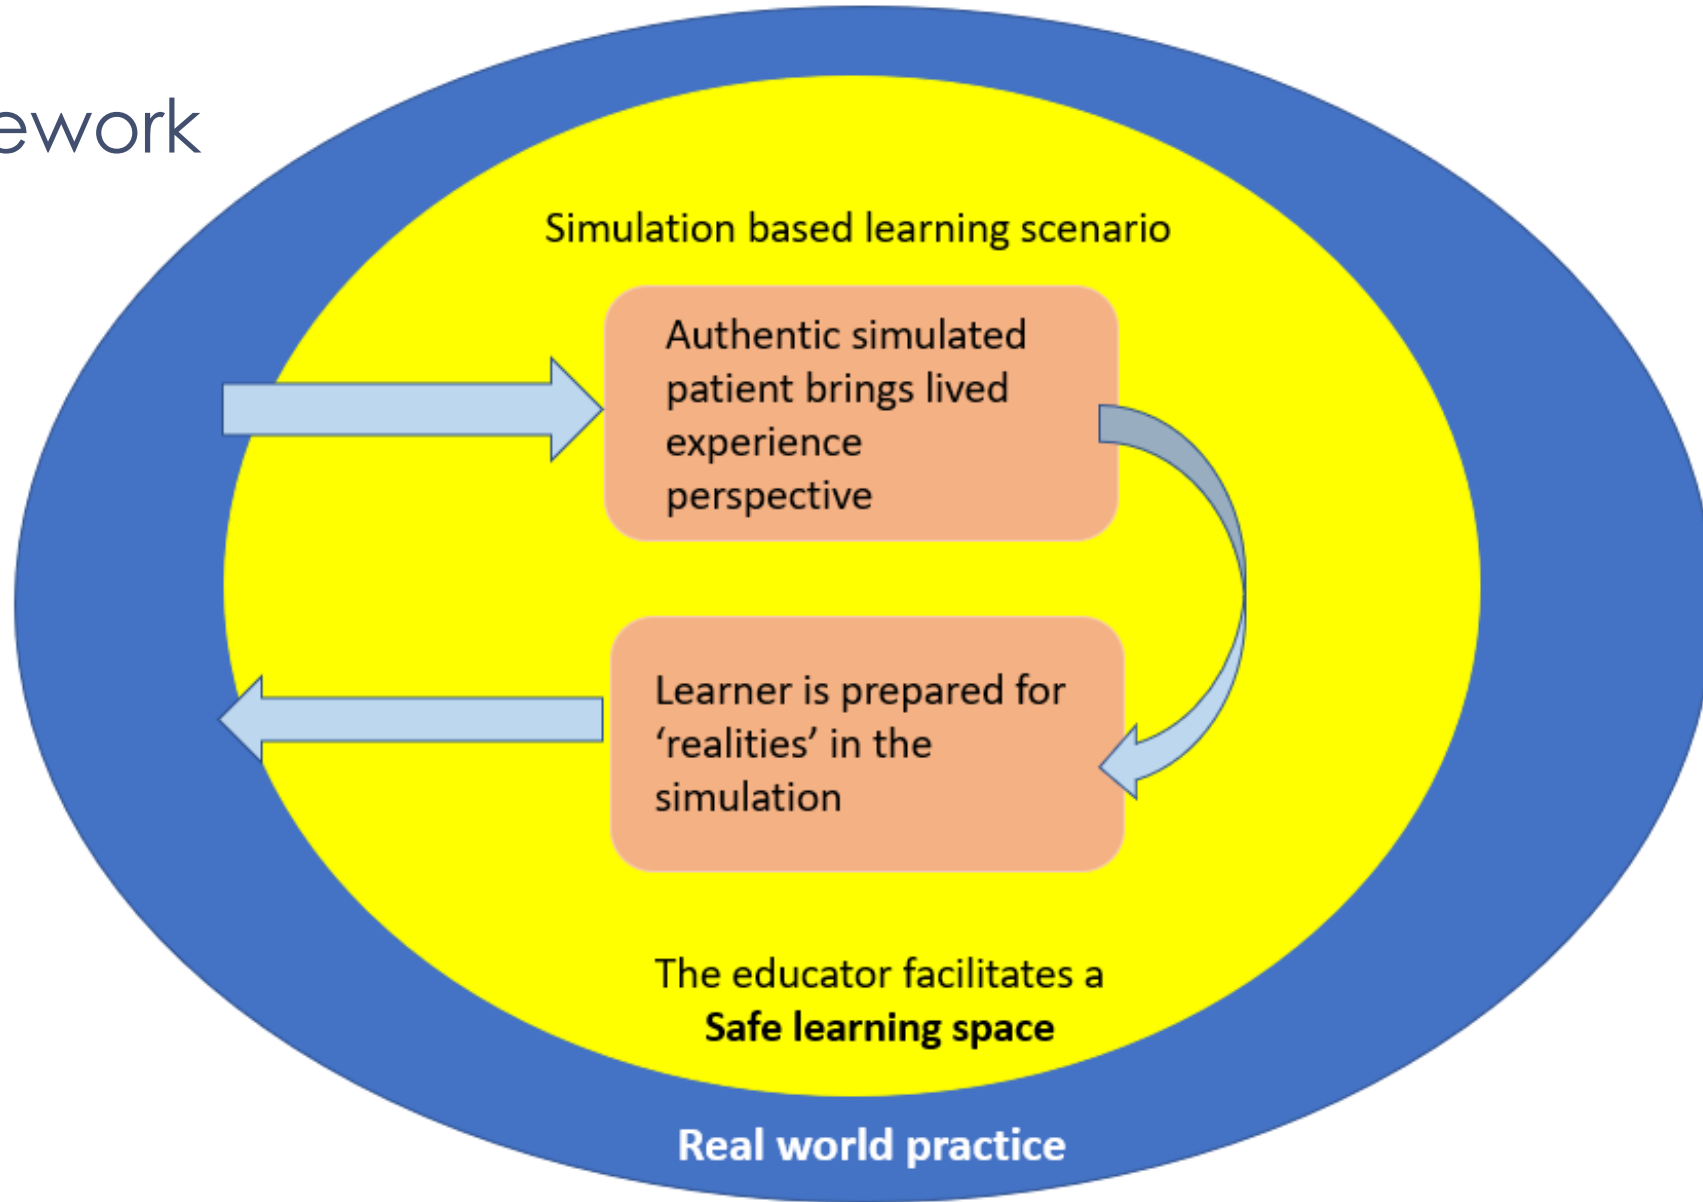 ework
Simulation based learning scenario
Authentic simulated
patient brings lived
experience
perspective
Learner is prepared for
‘realities’ in the
simulation
The educator facilitates a
Safe learning space
Real world practice